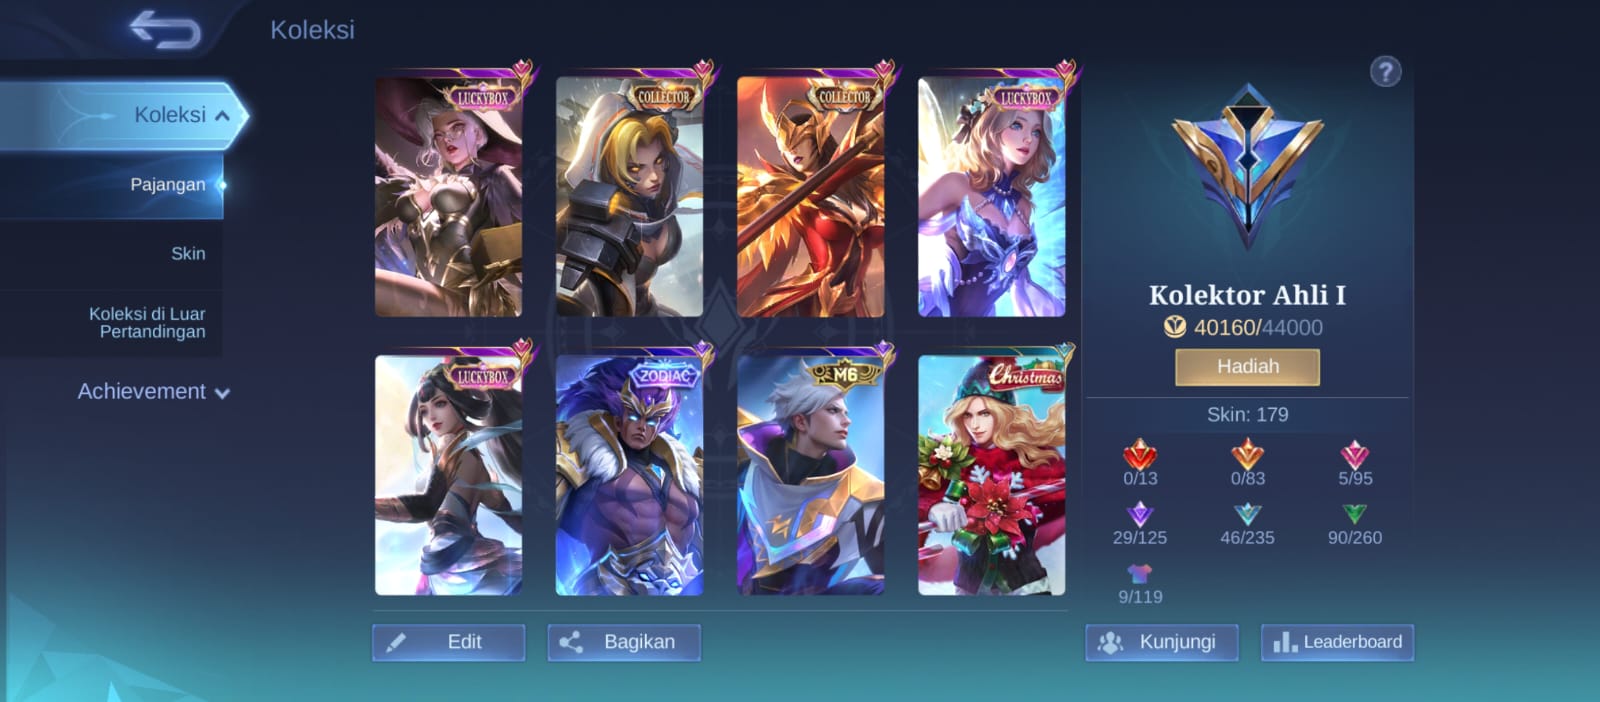 Koleksi
Koleksi
Pajangan
Skin
Koleksi di Luar
Pertandingan
Achievement
LUCKYBOX
COLLECTOR
COLLECTOR
LUCKYBOX
LUCKYBOX
ZODIAC
M6
Christmas
Edit
Bagikan
?
Kolektor Ahli I
40160/44000
Hadiah
Skin: 179
0/13
0/83
5/95
29/125
46/235
90/260
9/119
Kunjungi
Leaderboard